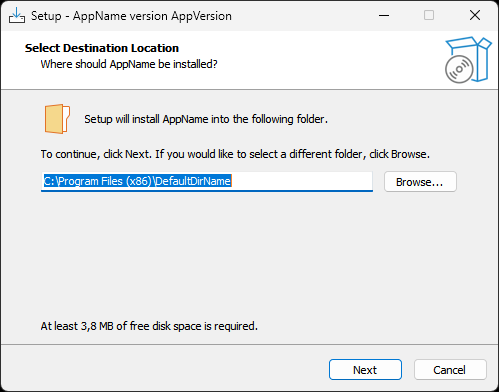 Setup - AppName version AppVersion
Select Destination Location
Where should AppName be installed?
Setup will install AppName into the following folder.
To continue, click Next. If you would like to select a different folder, click Browse.
C:\Program Files (x86)\DefaultDirName
Browse...
At least 3,8 MB of free disk space is required.
Next
Cancel